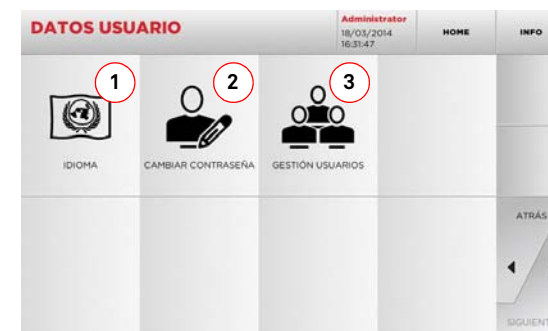 DATOS USUARIO
Administrator
18/03/2014
16:31:47
HOME
INFO
1
2
3
IDIOMA
CAMBIAR CONTRASEÑA
GESTIÓN USUARIOS
ATRÁS
SIGUIENT